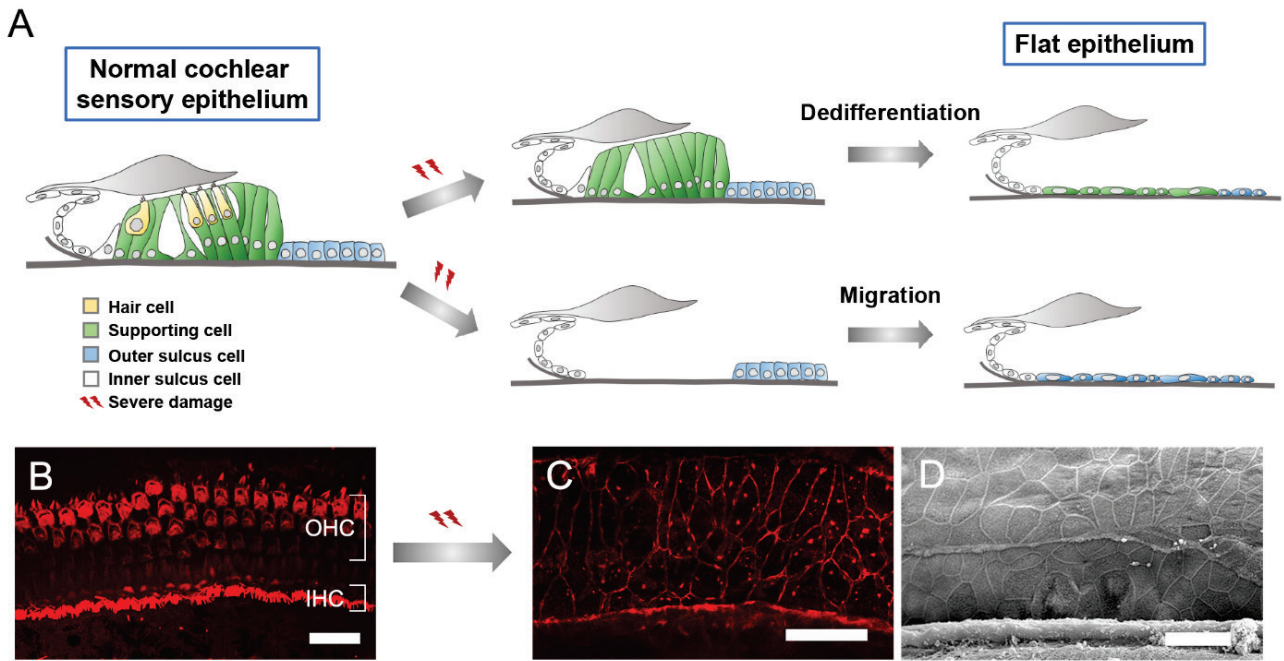 A
Normal cochlear
sensory epithelium
Flat epithelium
Dedifferentiation
Migration
Hair cell
Supporting cell
Outer sulcus cell
Inner sulcus cell
Severe damage
B
OHC
IHC
C
D